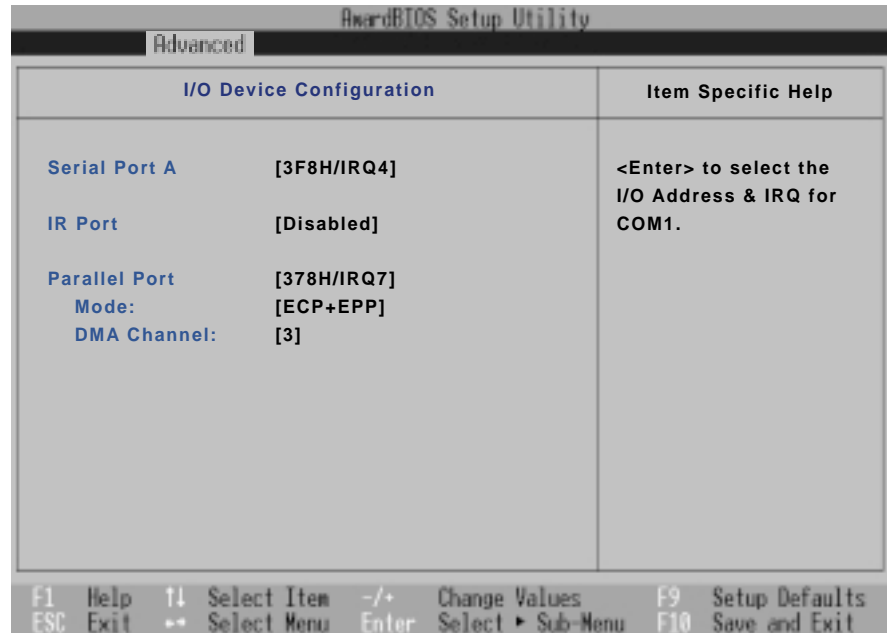 AwardBIOS Setup Utility
Advanced
I/O Device Configuration
Item Specific Help
Serial Port A [3F8H/IRQ4]
IR Port [Disabled]
Parallel Port [378H/IRQ7]
Mode: [ECP+EPP]
DMA Channel: [3]
<Enter> to select the
I/O Address & IRQ for
COM1.
F1 Help ↑↓ Select Item -/+ Change Values F9 Setup Defaults
ESC Exit ←→ Select Menu Enter Select ► Sub-Menu F10 Save and Exit